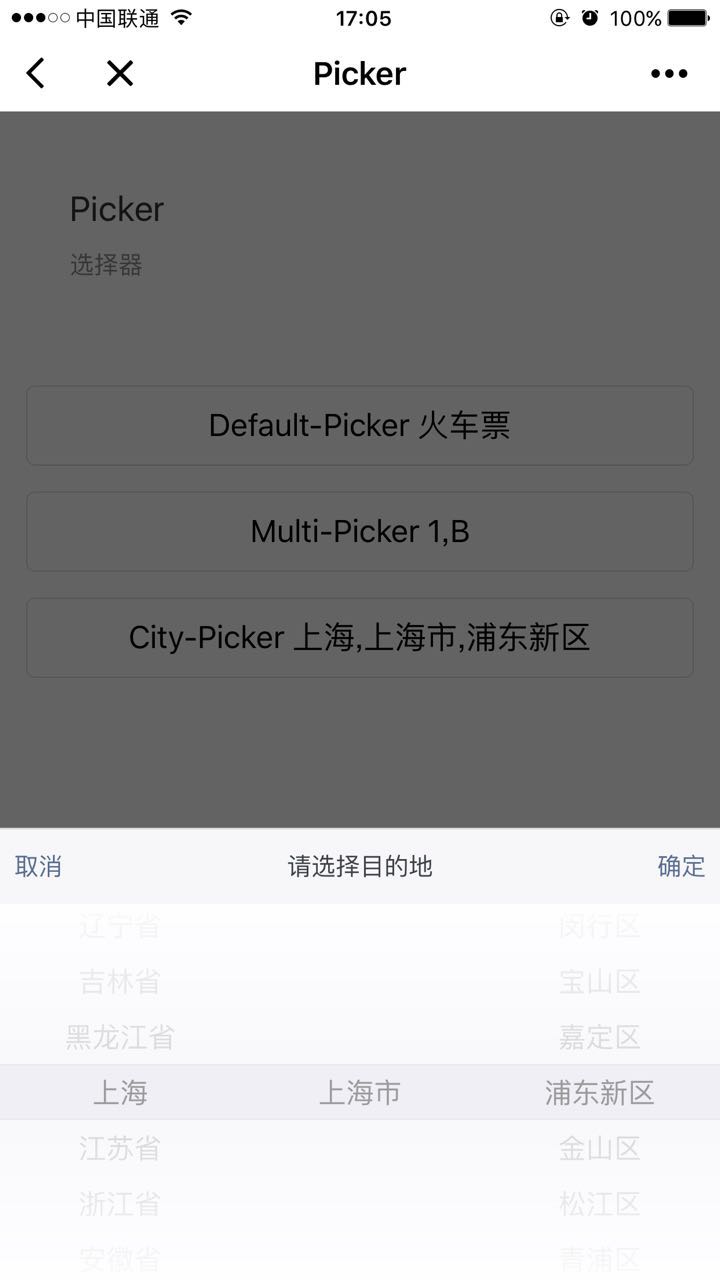 中国联通 17:05 100%
Picker
Picker
选择器
Default-Picker 火车票
Multi-Picker 1,B
City-Picker 上海,上海市,浦东新区
取消 请选择目的地 确定
辽宁省 闵行区
吉林省 宝山区
黑龙江省 嘉定区
上海 上海市 浦东新区
江苏省 金山区
浙江省 松江区
安徽省 青浦区